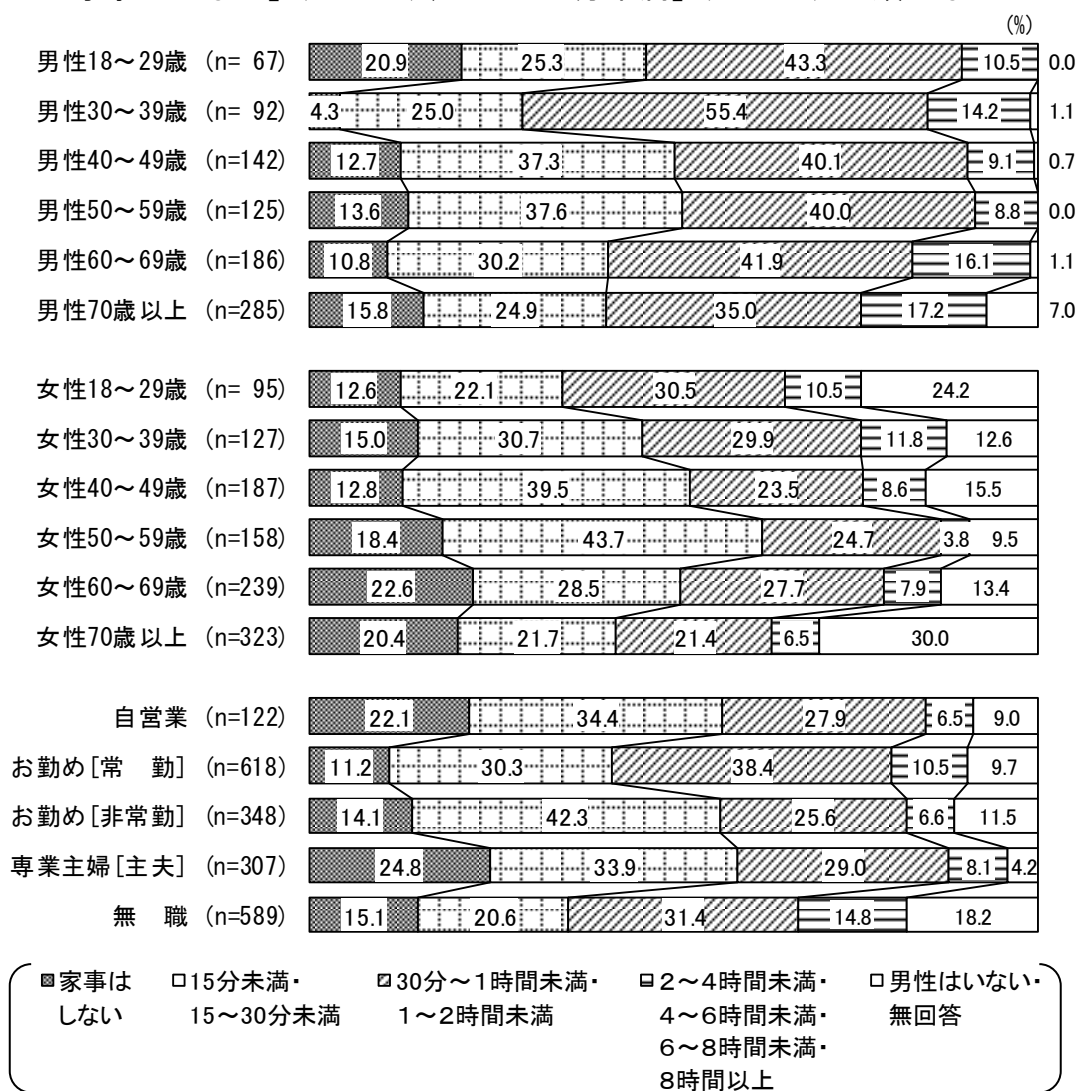 (%)
男性18～29歳 (n= 67) 20.9 25.3 43.3 10.5 0.0
男性30～39歳 (n= 92) 4.3 25.0 55.4 14.2 1.1
男性40～49歳 (n=142) 12.7 37.3 40.1 9.1 0.7
男性50～59歳 (n=125) 13.6 37.6 40.0 8.8 0.0
男性60～69歳 (n=186) 10.8 30.2 41.9 16.1 1.1
男性70歳以上 (n=285) 15.8 24.9 35.0 17.2 7.0
女性18～29歳 (n= 95) 12.6 22.1 30.5 10.5 24.2
女性30～39歳 (n=127) 15.0 30.7 29.9 11.8 12.6
女性40～49歳 (n=187) 12.8 39.5 23.5 8.6 15.5
女性50～59歳 (n=158) 18.4 43.7 24.7 3.8 9.5
女性60～69歳 (n=239) 22.6 28.5 27.7 7.9 13.4
女性70歳以上 (n=323) 20.4 21.7 21.4 6.5 30.0
自営業 (n=122) 22.1 34.4 27.9 6.5 9.0
お勤め[常　勤] (n=618) 11.2 30.3 38.4 10.5 9.7
お勤め[非常勤] (n=348) 14.1 42.3 25.6 6.6 11.5
専業主婦[主夫] (n=307) 24.8 33.9 29.0 8.1 4.2
無　職 (n=589) 15.1 20.6 31.4 14.8 18.2
家事は
しない
15分未満・
15～30分未満
30分～1時間未満・
1～2時間未満
2～4時間未満・
4～6時間未満・
6～8時間未満・
8時間以上
男性はいない・
無回答